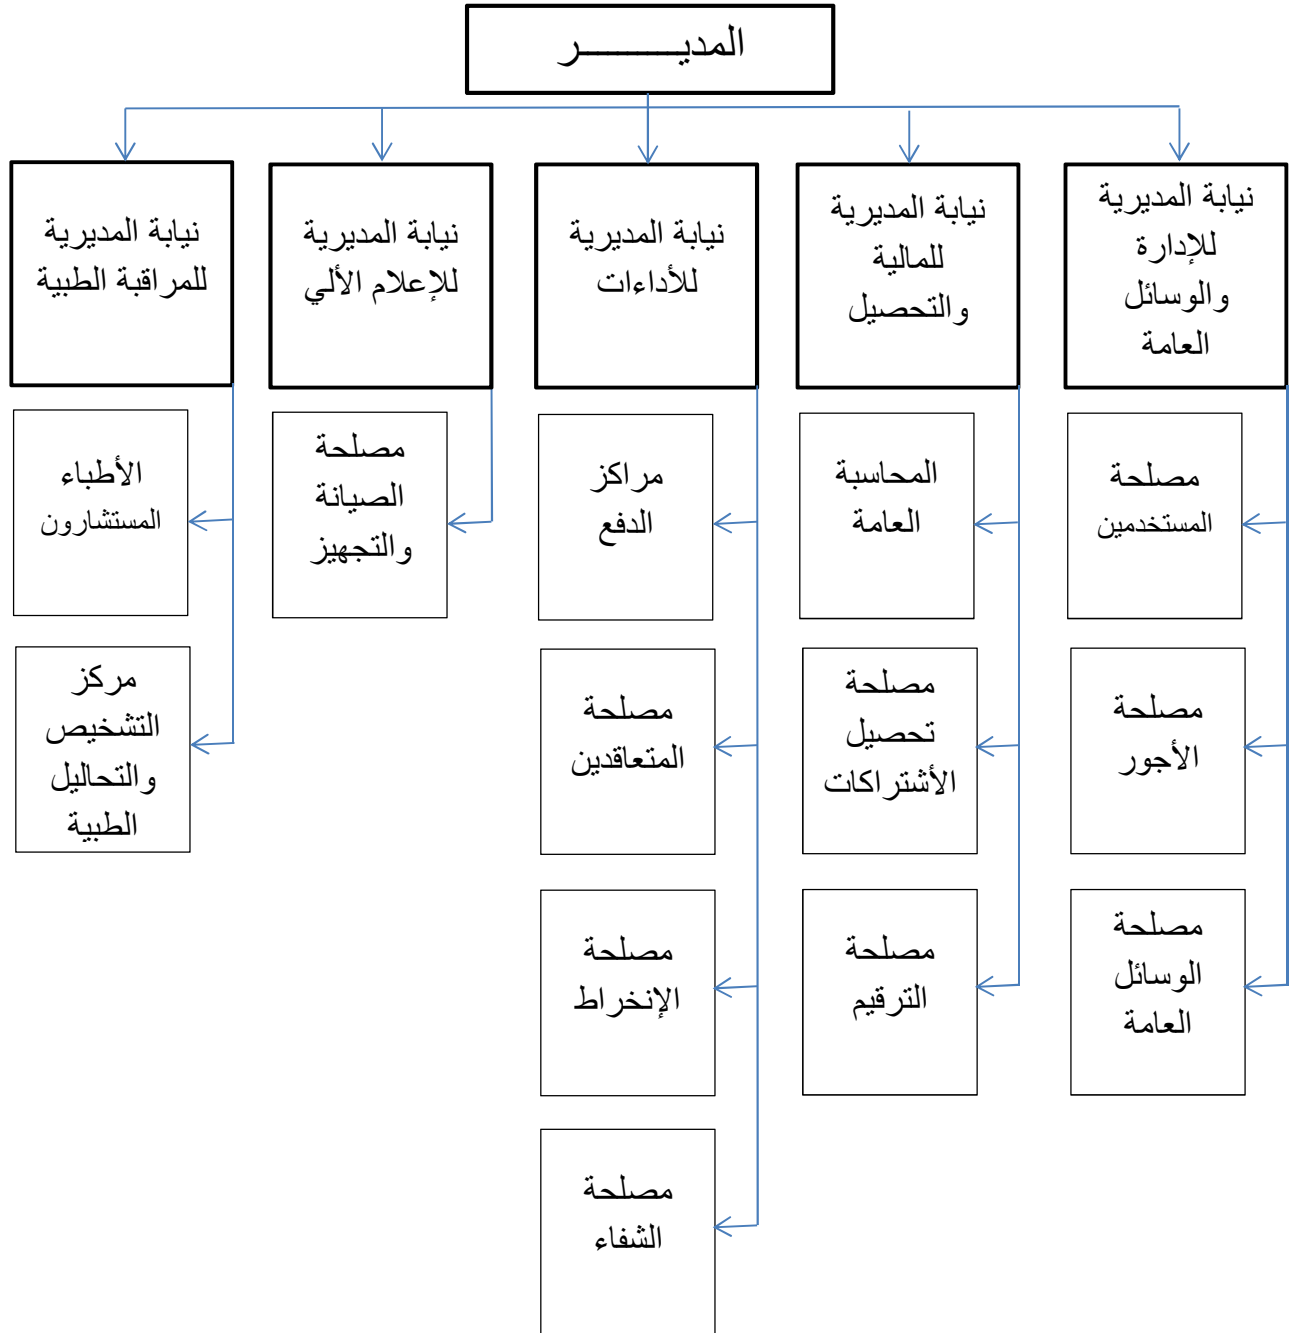 المديــــــــــر
نيابة المديرية
للإدارة
والوسائل
العامة
نيابة المديرية
للمالية
والتحصيل
نيابة المديرية
للأداءات
نيابة المديرية
للإعلام الألي
نيابة المديرية
للمراقبة الطبية
مصلحة
المستخدمين
المحاسبة
العامة
مراكز
الدفع
مصلحة
الصيانة
والتجهيز
الأطباء
المستشارون
مصلحة
الأجور
مصلحة
تحصيل
الأشتراكات
مصلحة
المتعاقدين
مركز
التشخيص
والتحاليل
الطبية
مصلحة
الوسائل
العامة
مصلحة
الترقيم
مصلحة
الإنخراط
مصلحة
الشفاء